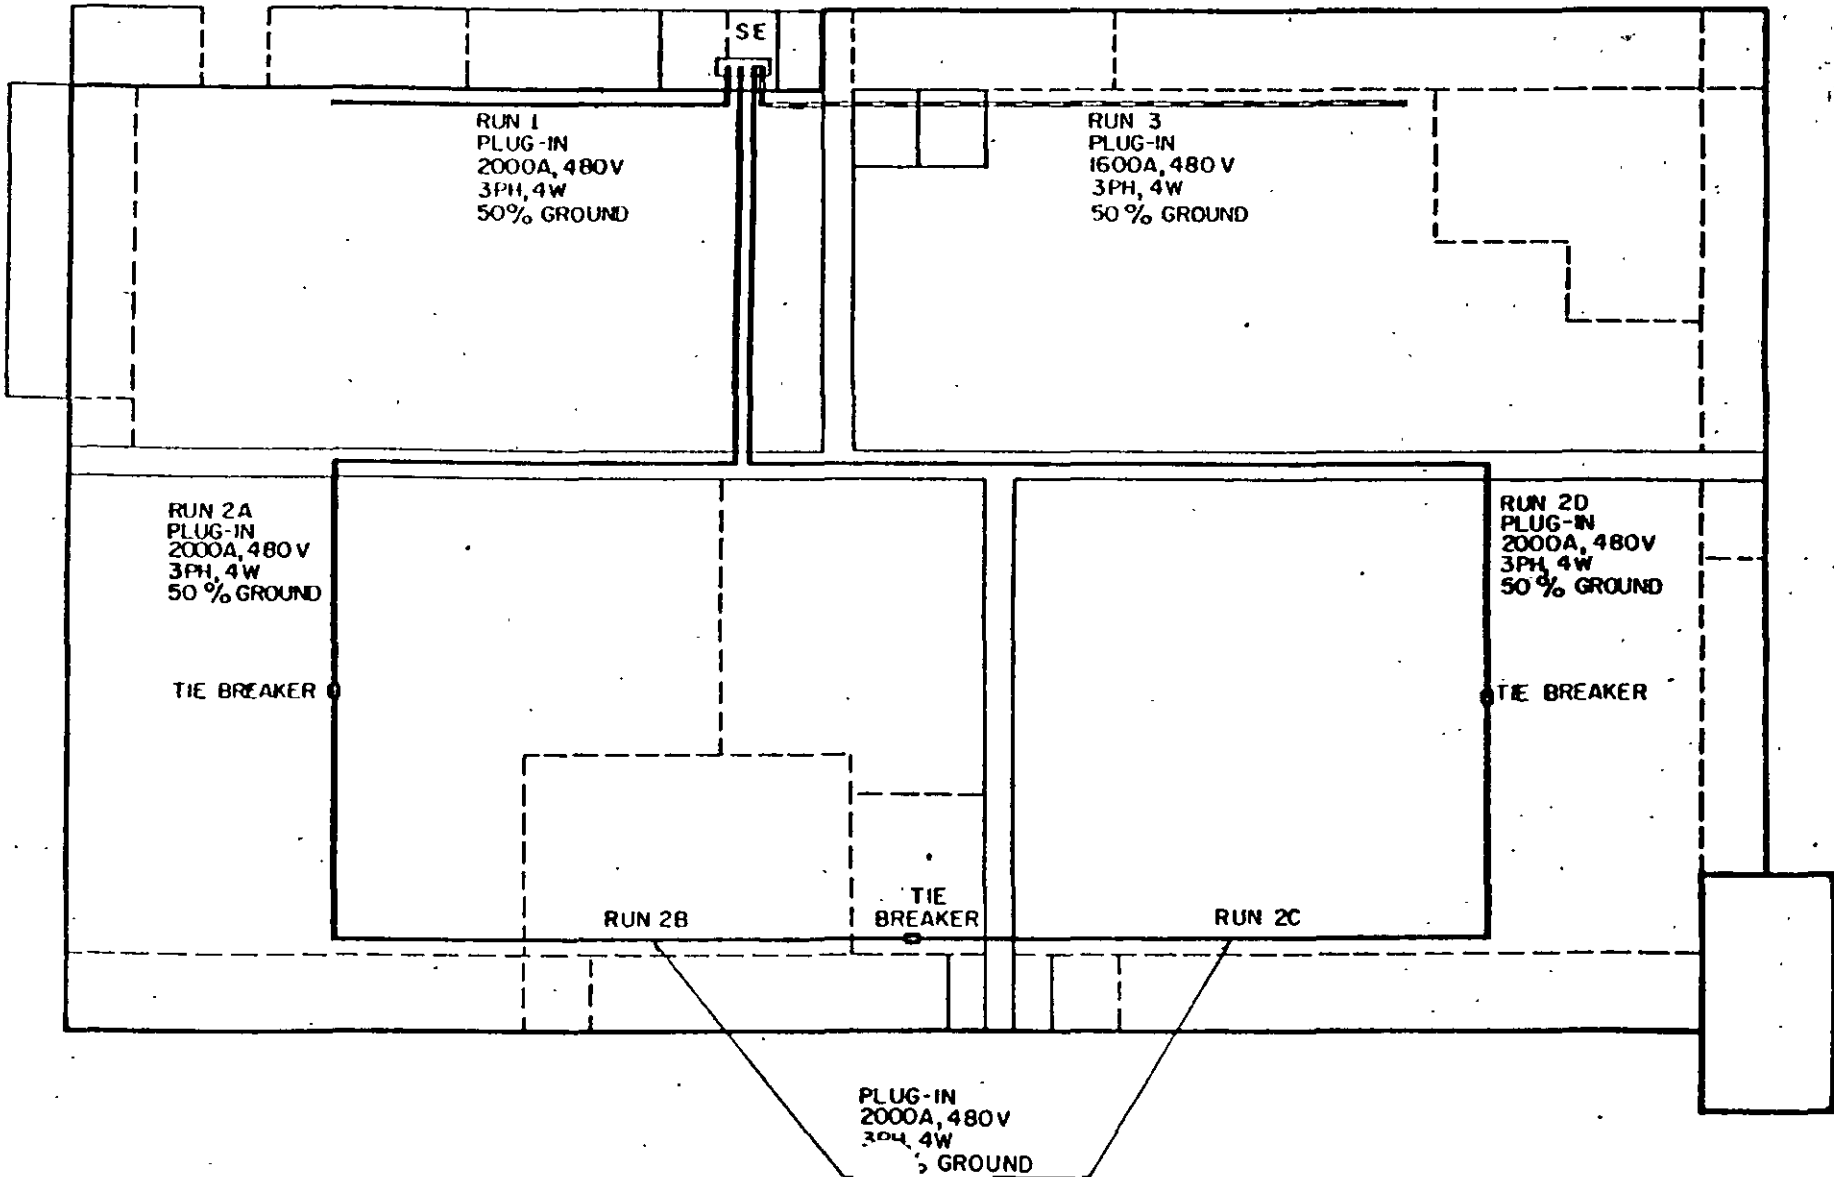 SE
RUN 1
PLUG-IN
2000A, 480V
3PH, 4W
50% GROUND
RUN 3
PLUG-IN
1600A, 480V
3PH, 4W
50% GROUND
RUN 2A
PLUG-IN
2000A, 480V
3PH, 4W
50% GROUND
RUN 2D
PLUG-IN
2000A, 480V
3PH, 4W
50% GROUND
TIE BREAKER
TIE BREAKER
RUN 2B
TIE
BREAKER
RUN 2C
PLUG-IN
2000A, 480V
3PH, 4W
GROUND